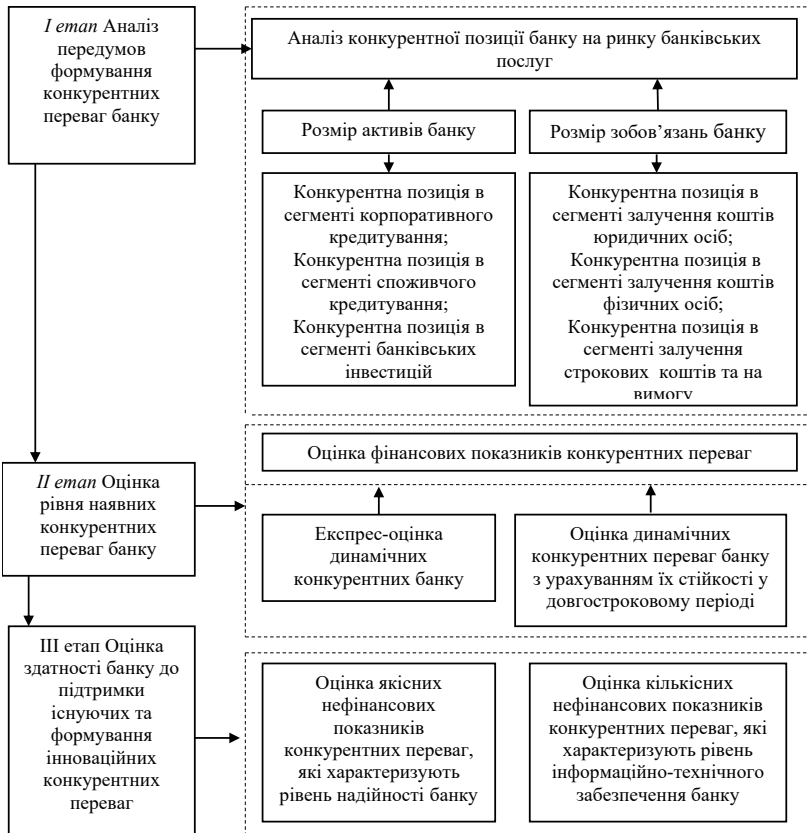 I етап Аналіз
передумов
формування
конкурентних
переваг банку
Аналіз конкурентної позиції банку на ринку банківських
послуг
Розмір активів банку
Розмір зобов’язань банку
Конкурентна позиція в
сегменті корпоративного
кредитування;
Конкурентна позиція в
сегменті споживчого
кредитування;
Конкурентна позиція в
сегменті банківських
інвестицій
Конкурентна позиція в
сегменті залучення коштів
юридичних осіб;
Конкурентна позиція в
сегменті залучення коштів
фізичних осіб;
Конкурентна позиція в
сегменті залучення
строкових коштів та на
вимогу
II етап Оцінка
рівня наявних
конкурентних
переваг банку
Оцінка фінансових показників конкурентних переваг
Експрес-оцінка
динамічних
конкурентних банку
Оцінка динамічних
конкурентних переваг банку
з урахуванням їх стійкості у
довгостроковому періоді
III етап Оцінка
здатності банку до
підтримки
існуючих та
формування
інноваційних
конкурентних
переваг
Оцінка якісних
нефінансових
показників
конкурентних переваг,
які характеризують
рівень надійності банку
Оцінка кількісних
нефінансових показників
конкурентних переваг, які
характеризують рівень
інформаційно-технічного
забезпечення банку